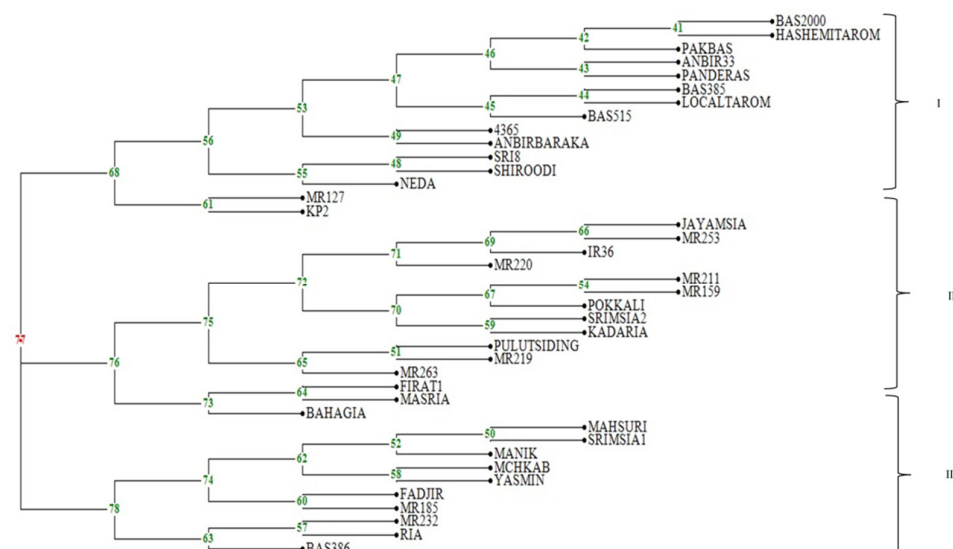 41 BAS2000
HASHEMITAROM
42 PAKBAS
46 ANBIR33
43 PANDERAS
47 BAS385
44 LOCALTAROM
45 BAS515
I
53 4365
49 ANBIRBARAKA
56 SRI8
48 SHIROODI
55 NEDA
68 MR127
61 KP2
JAYAMSIA
66 MR253
69 IR36
71 MR220
72 MR211
54 MR159
67 POKKALI
70 SRIMSIA2
59 KADARIA
75 PULUTSIDING
51 MR219
65 MR263
76 FIRAT1
64 MASRIA
73 BAHAGIA
MAHSURI
50 SRIMSIA1
52 MANIK
62 MCHKAB
58 YASMIN
74 FADJIR
60 MR185
78 MR232
57 RIA
63 BAS386